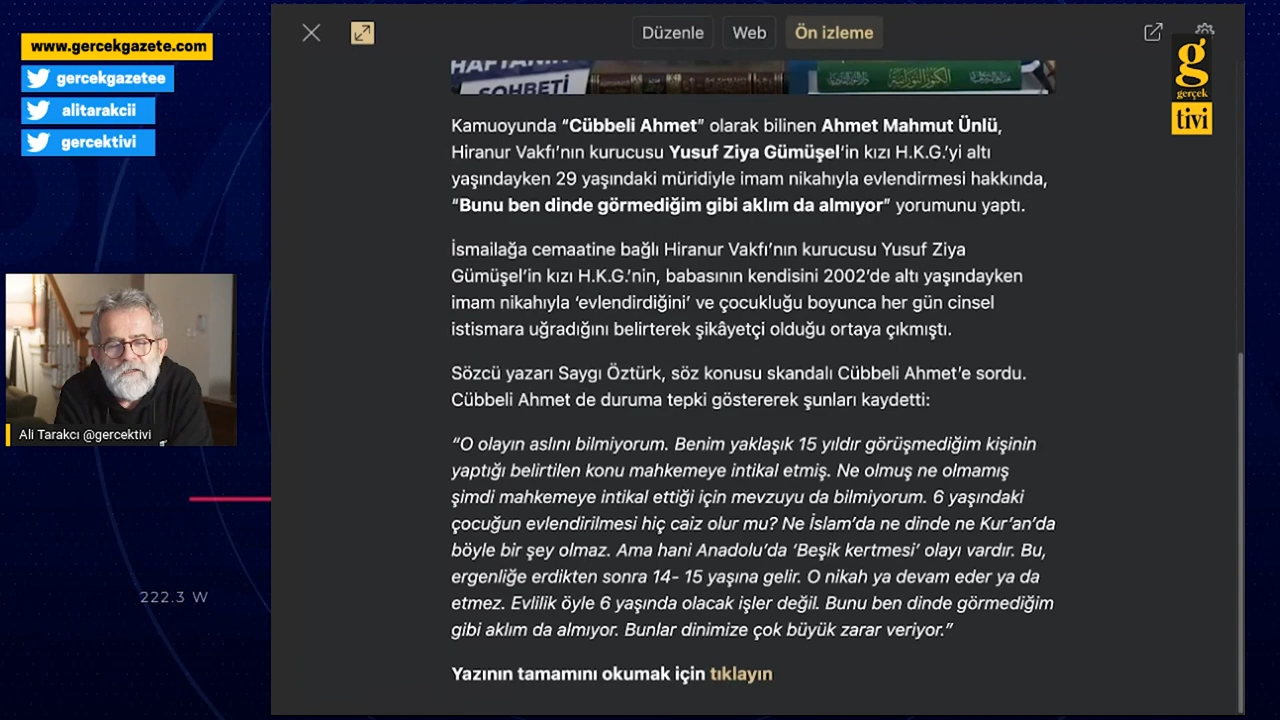 www.gercekgazete.com
gercekgazetee
alitarakcii
gercektivi
Ali Tarakcı @gercektivi
222.3 W
Düzenle
Web
Ön izleme
g
gerçek
tivi
HAFTANIN
SOHBETİ
Kamuoyunda “Cübbeli Ahmet” olarak bilinen Ahmet Mahmut Ünlü,
Hiranur Vakfı’nın kurucusu Yusuf Ziya Gümüşel’in kızı H.K.G.’yi altı
yaşındayken 29 yaşındaki müridiyle imam nikahıyla evlendirmesi hakkında,
“Bunu ben dinde görmediğim gibi aklım da almıyor” yorumunu yaptı.
İsmailağa cemaatine bağlı Hiranur Vakfı’nın kurucusu Yusuf Ziya
Gümüşel’in kızı H.K.G.’nin, babasının kendisini 2002’de altı yaşındayken
imam nikahıyla ‘evlendirdiğini’ ve çocukluğu boyunca her gün cinsel
istismara uğradığını belirterek şikâyetçi olduğu ortaya çıkmıştı.
Sözcü yazarı Saygı Öztürk, söz konusu skandalı Cübbeli Ahmet’e sordu.
Cübbeli Ahmet de duruma tepki göstererek şunları kaydetti:
“O olayın aslını bilmiyorum. Benim yaklaşık 15 yıldır görüşmediğim kişinin
yaptığı belirtilen konu mahkemeye intikal etmiş. Ne olmuş ne olmamış
şimdi mahkemeye intikal ettiği için mevzuyu da bilmiyorum. 6 yaşındaki
çocuğun evlendirilmesi hiç caiz olur mu? Ne İslam’da ne dinde ne Kur’an’da
böyle bir şey olmaz. Ama hani Anadolu’da ‘Beşik kertmesi’ olayı vardır. Bu,
ergenliğe erdikten sonra 14- 15 yaşına gelir. O nikah ya devam eder ya da
etmez. Evlilik öyle 6 yaşında olacak işler değil. Bunu ben dinde görmediğim
gibi aklım da almıyor. Bunlar dinimize çok büyük zarar veriyor.”
Yazının tamamını okumak için tıklayın